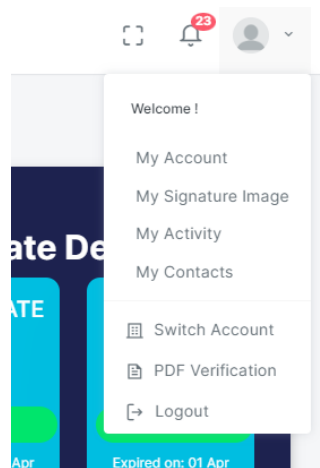 23
Welcome !
My Account
My Signature Image
My Activity
My Contacts
ate De
ATE
Switch Account
PDF Verification
Logout
Apr
Expired on: 01 Apr